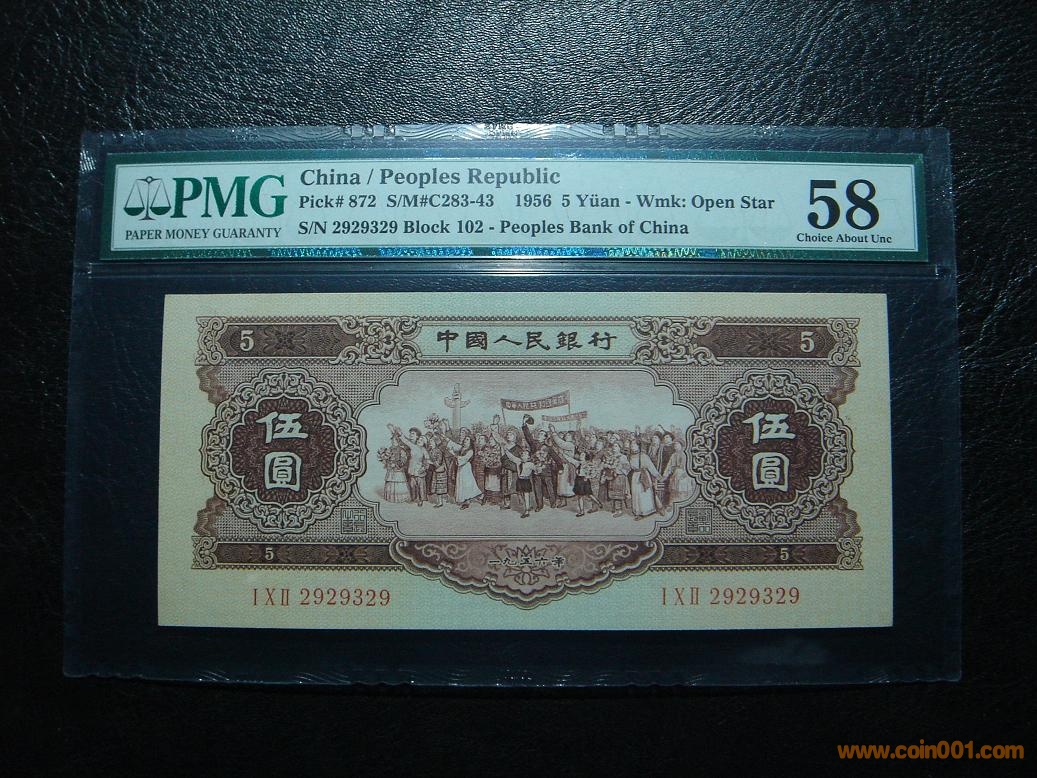 China / Peoples Republic
PMG
Pick# 872 S/M#C283-43 1956 5 Yüan - Wmk: Open Star
58
PAPER MONEY GUARANTY
S/N 2929329 Block 102 - Peoples Bank of China
Choice About Unc
5 中國人民銀行 5
伍圓
伍圓
一九五六年
5
5
I X II 2929329
I X II 2929329
www.coin001.com